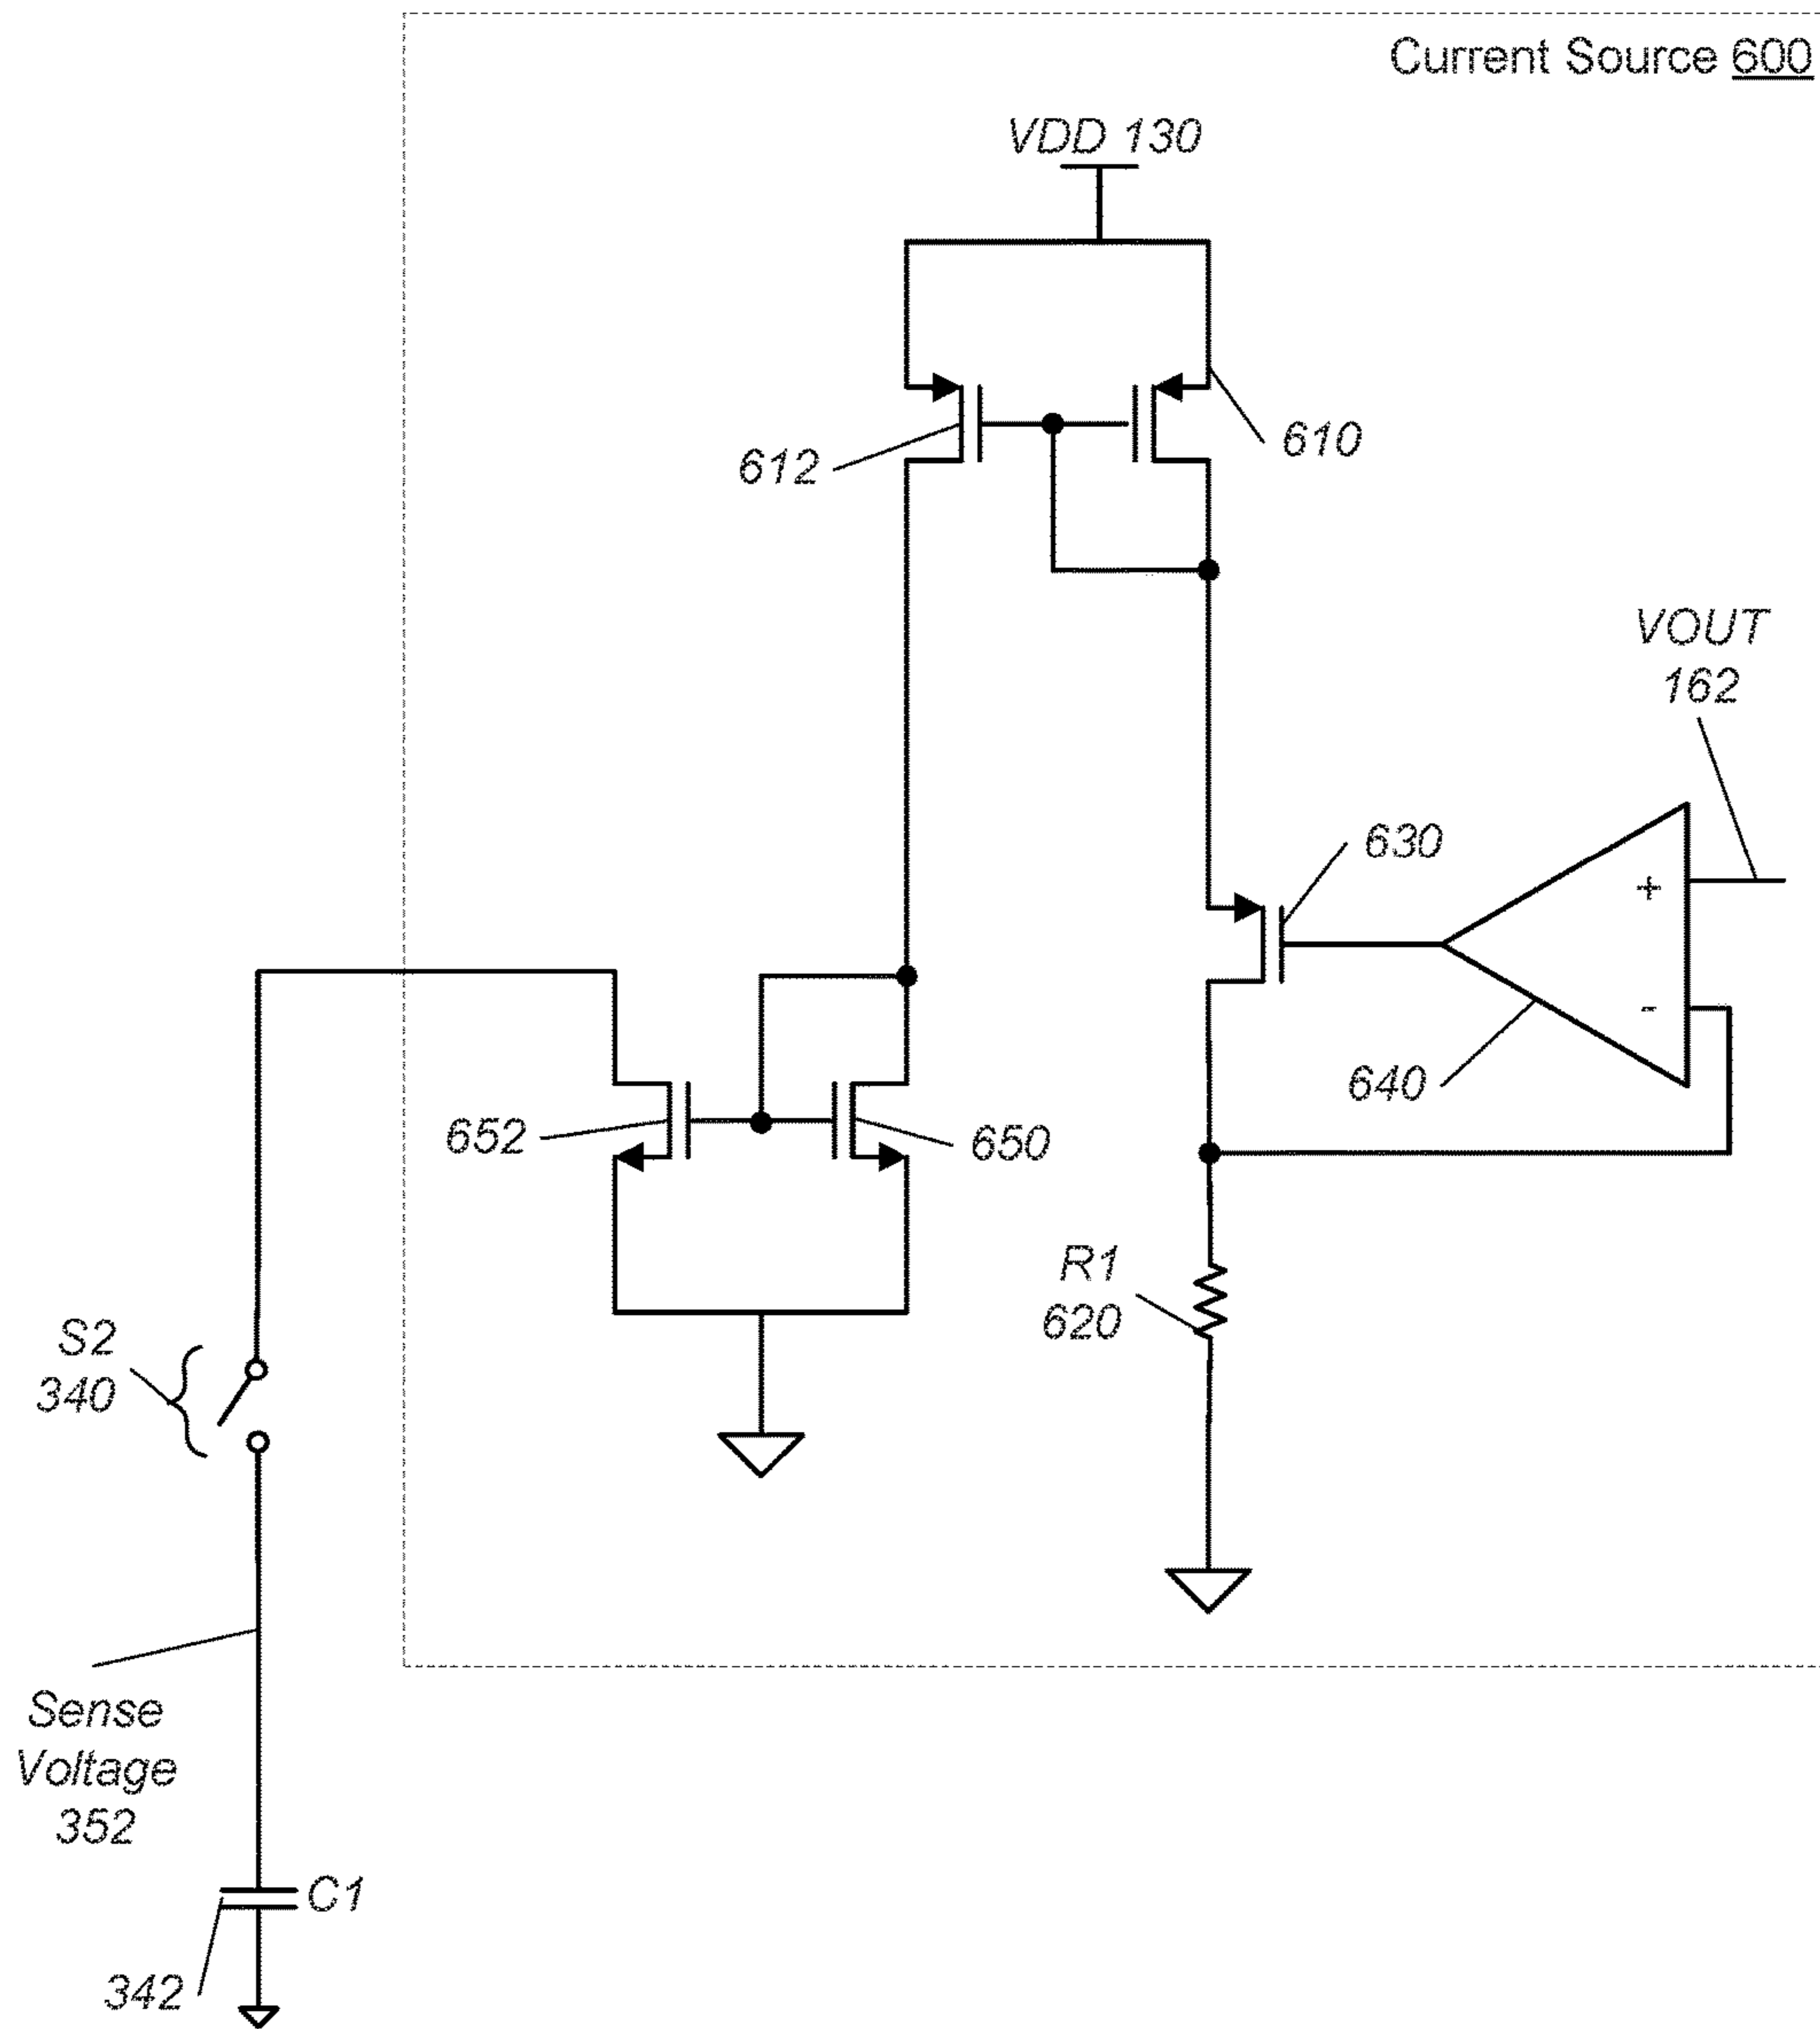 Current Source 600
VDD 130
612
610
VOUT
162
630
+
-
640
652
650
R1
620
S2
340
Sense
Voltage
352
C1
342